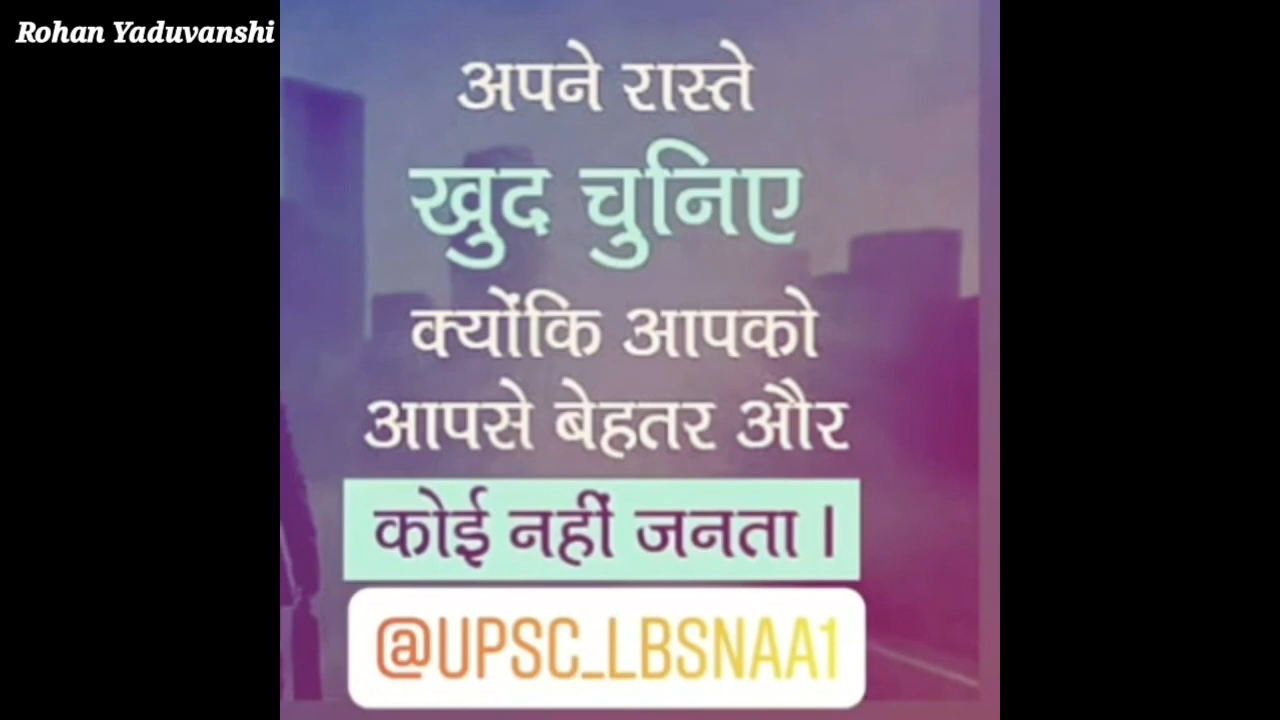 Rohan Yaduvanshi
अपने रास्ते
खुद चुनिए
क्योंकि आपको
आपसे बेहतर और
कोई नहीं जनता ।
@UPSC_LBSNAA1